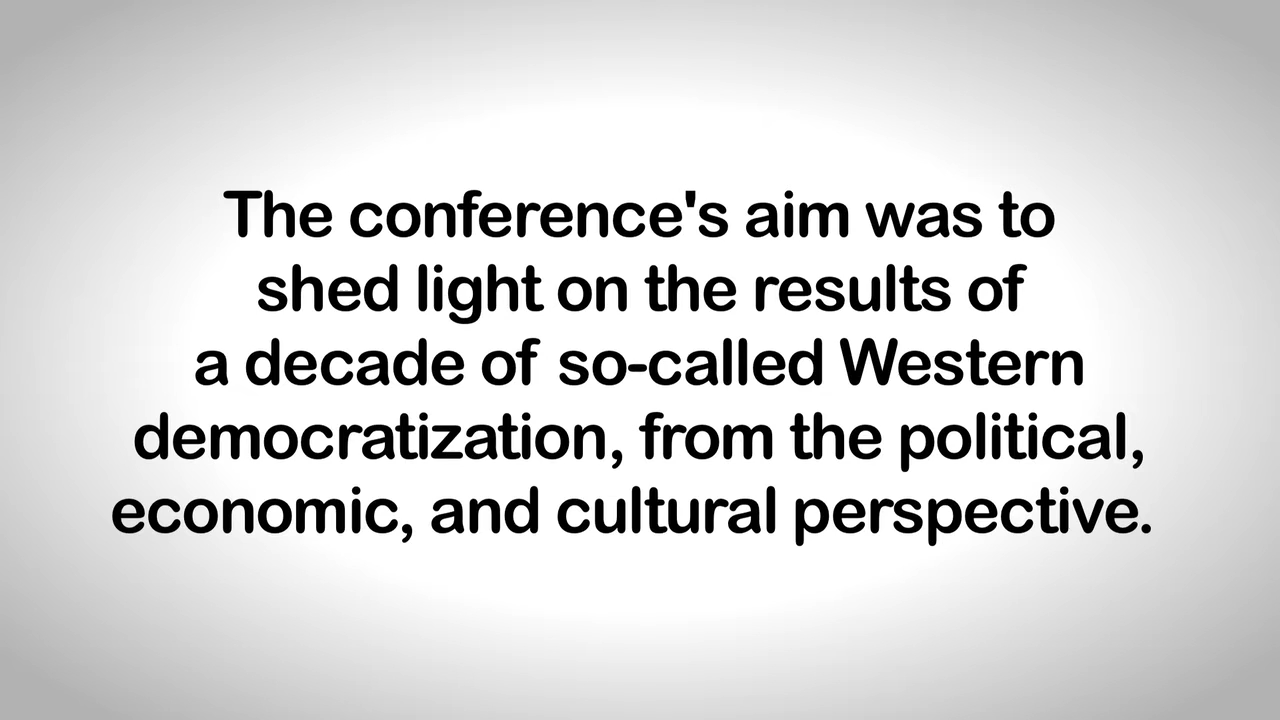 The conference's aim was to
shed light on the results of
a decade of so-called Western
democratization, from the political,
economic, and cultural perspective.